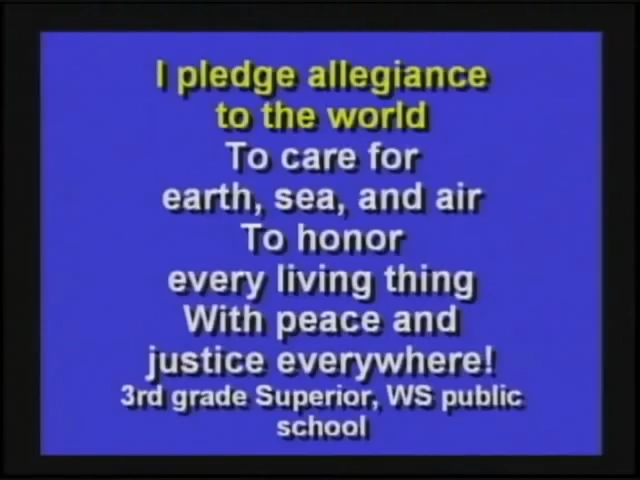 I pledge allegiance
to the world
To care for
earth, sea, and air
To honor
every living thing
With peace and
justice everywhere!
3rd grade Superior, WS public
school